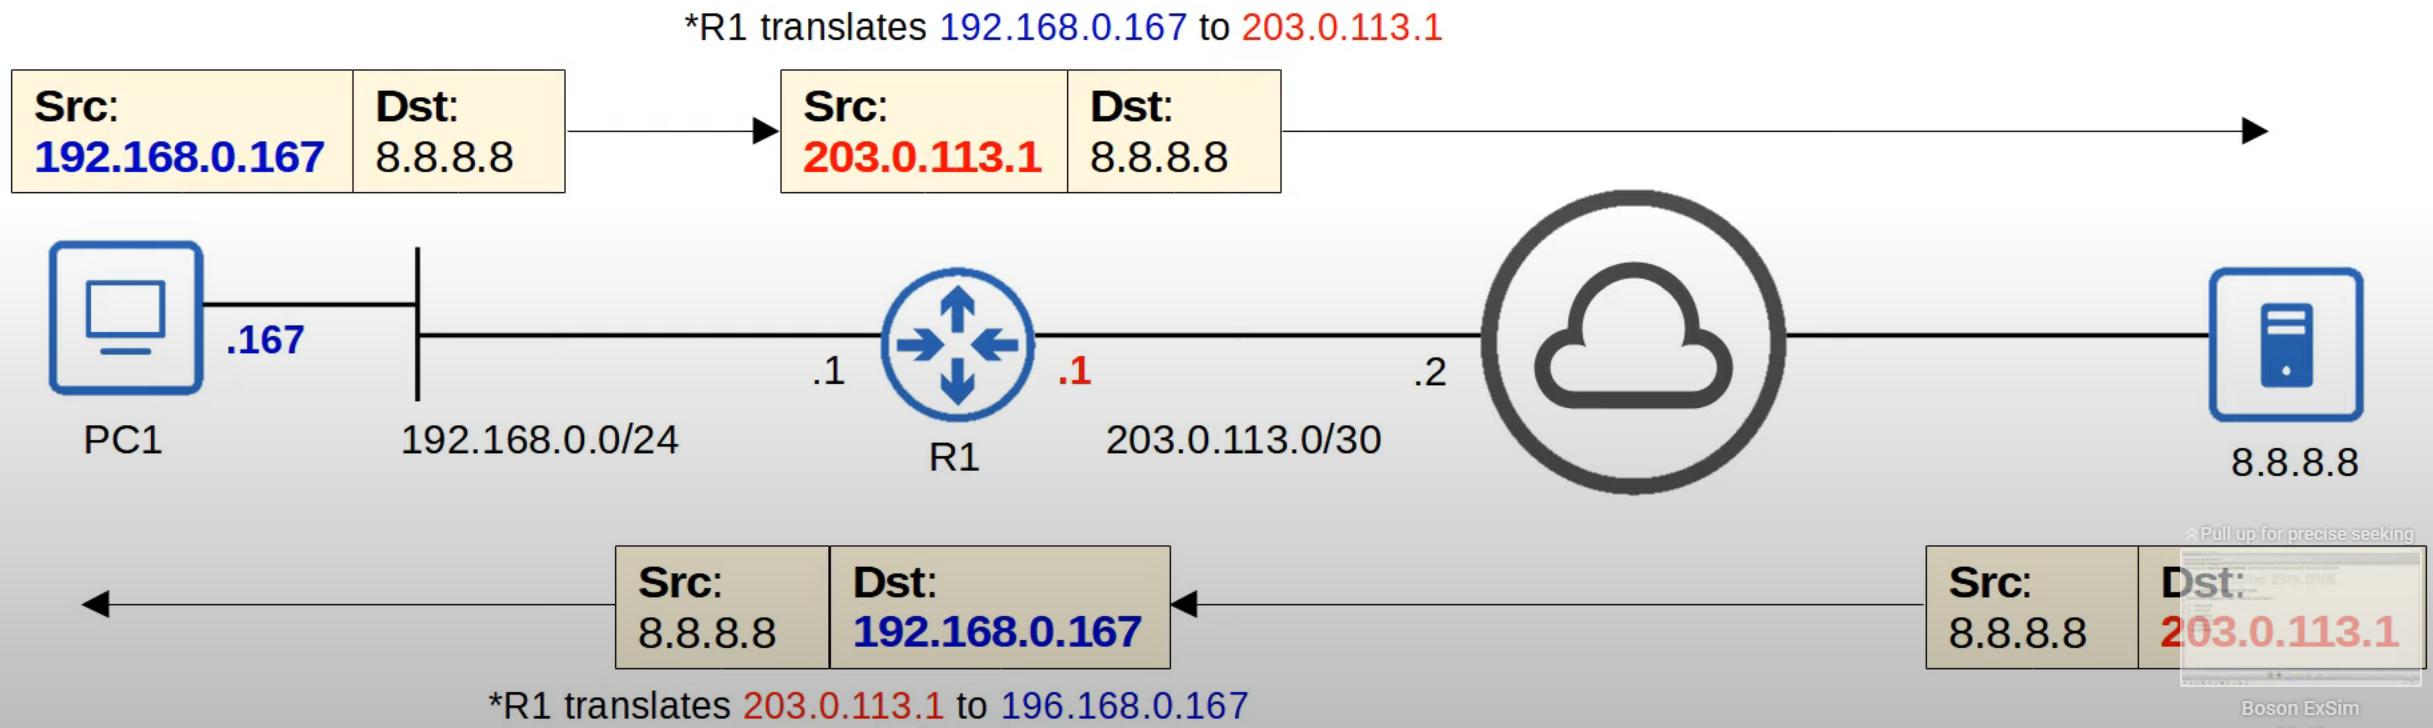 *R1 translates 192.168.0.167 to 203.0.113.1
Src: Dst:
192.168.0.167 8.8.8.8
Src: Dst:
203.0.113.1 8.8.8.8
.167
.1
.1
.2
PC1
192.168.0.0/24
R1
203.0.113.0/30
8.8.8.8
Pull up for precise seeking
Src: Dst:
8.8.8.8 192.168.0.167
Src: Dst:
8.8.8.8 203.0.113.1
*R1 translates 203.0.113.1 to 196.168.0.167
Boson ExSim